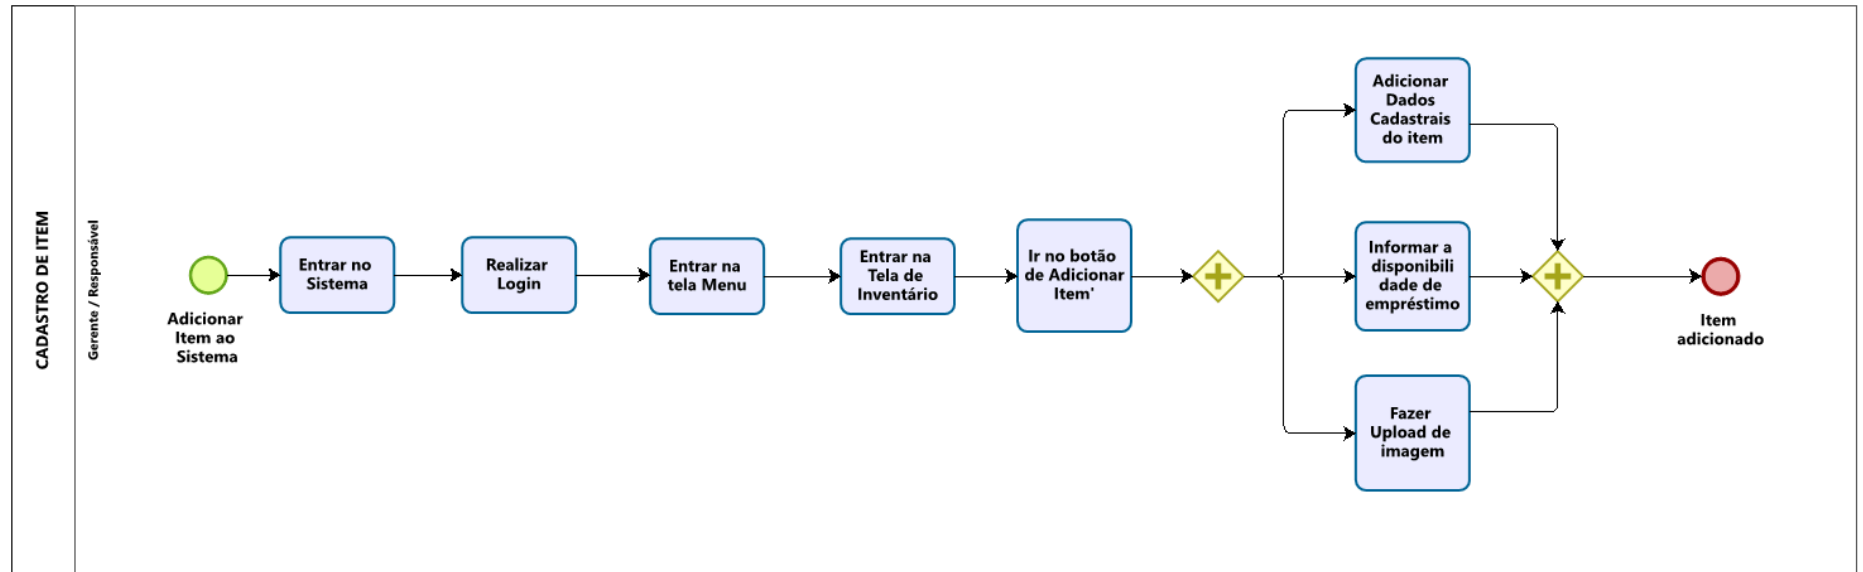 CADASTRO DE ITEM
Gerente / Responsável
Adicionar
Item ao
Sistema
Entrar no
Sistema
Realizar
Login
Entrar na
tela Menu
Entrar na
Tela de
Inventário
Ir no botão
de Adicionar
Item'
Adicionar
Dados
Cadastrais
do item
Informar a
disponibili
dade de
empréstimo
Fazer
Upload de
imagem
Item
adicionado